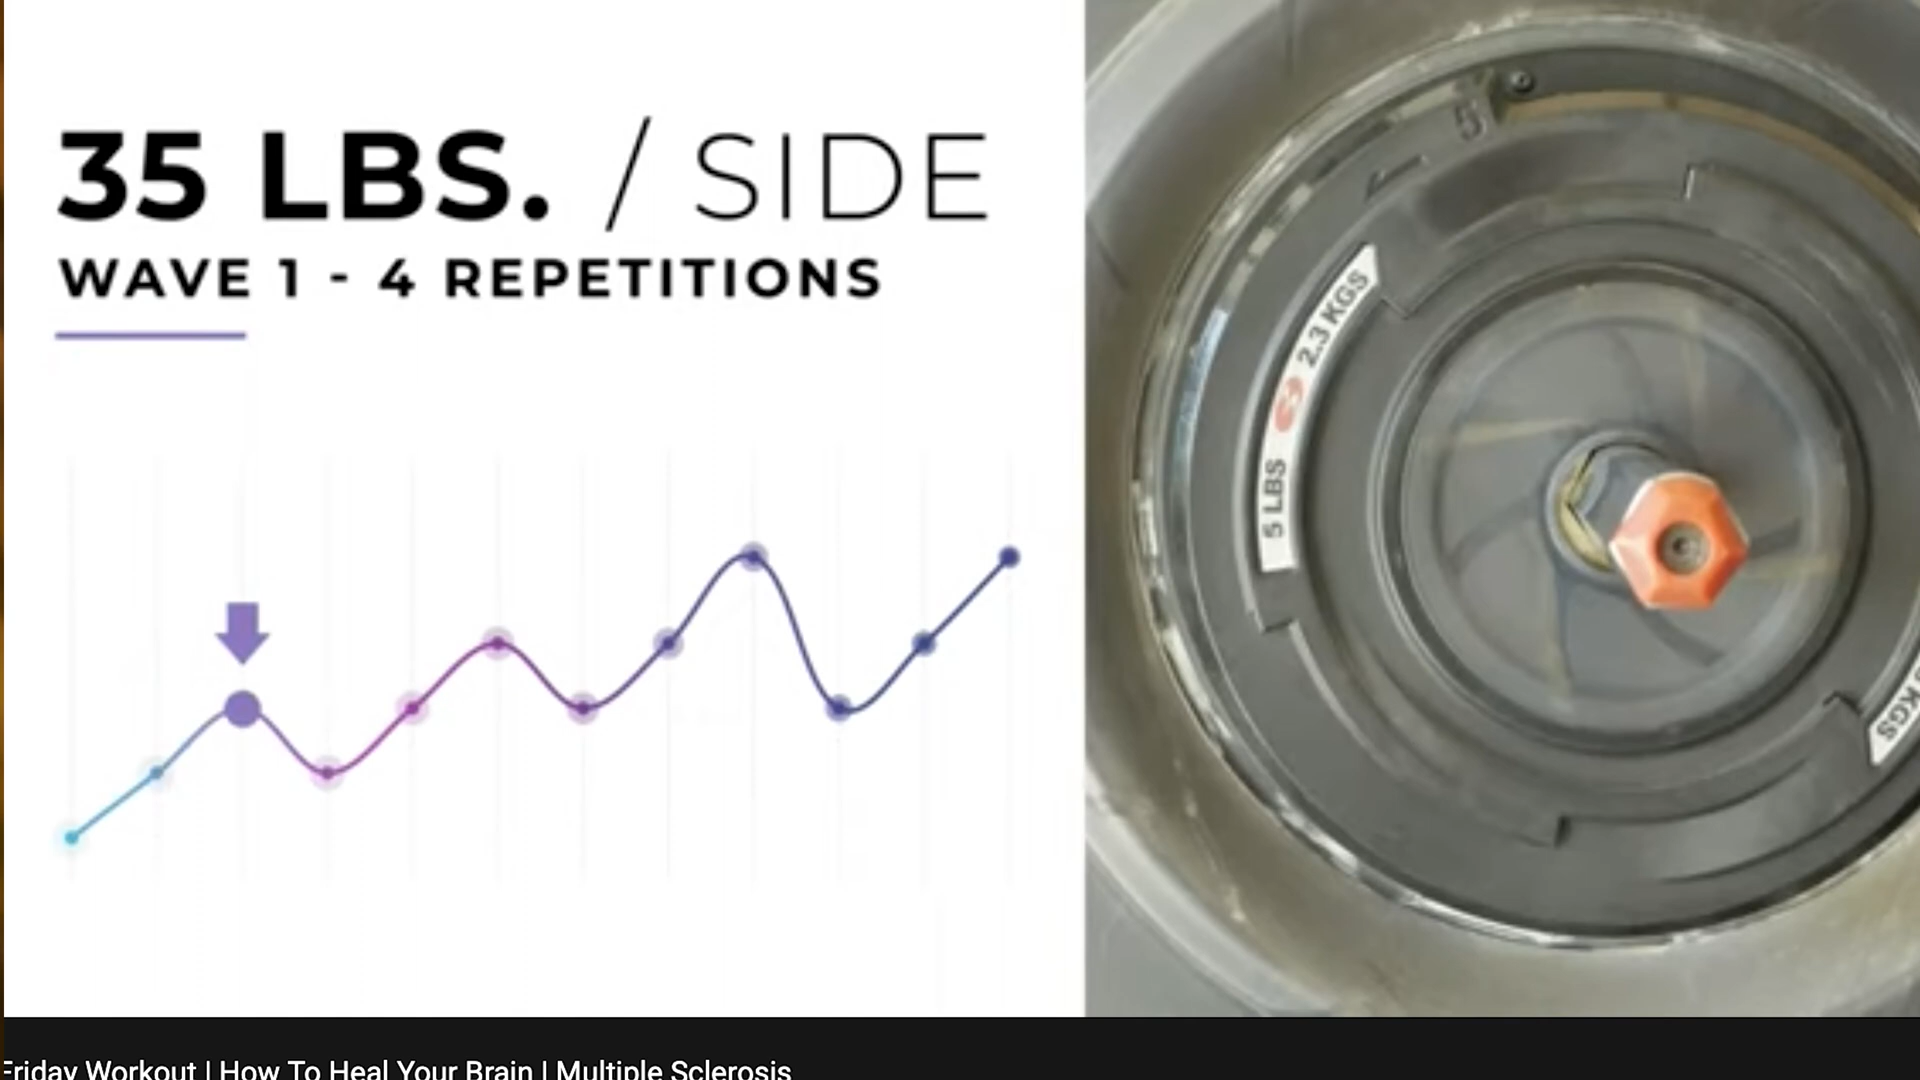 35 LBS. / SIDE
WAVE 1 - 4 REPETITIONS
5
5 LBS 2.3 KGS
KGS
Friday Workout | How To Heal Your Brain | Multiple Sclerosis